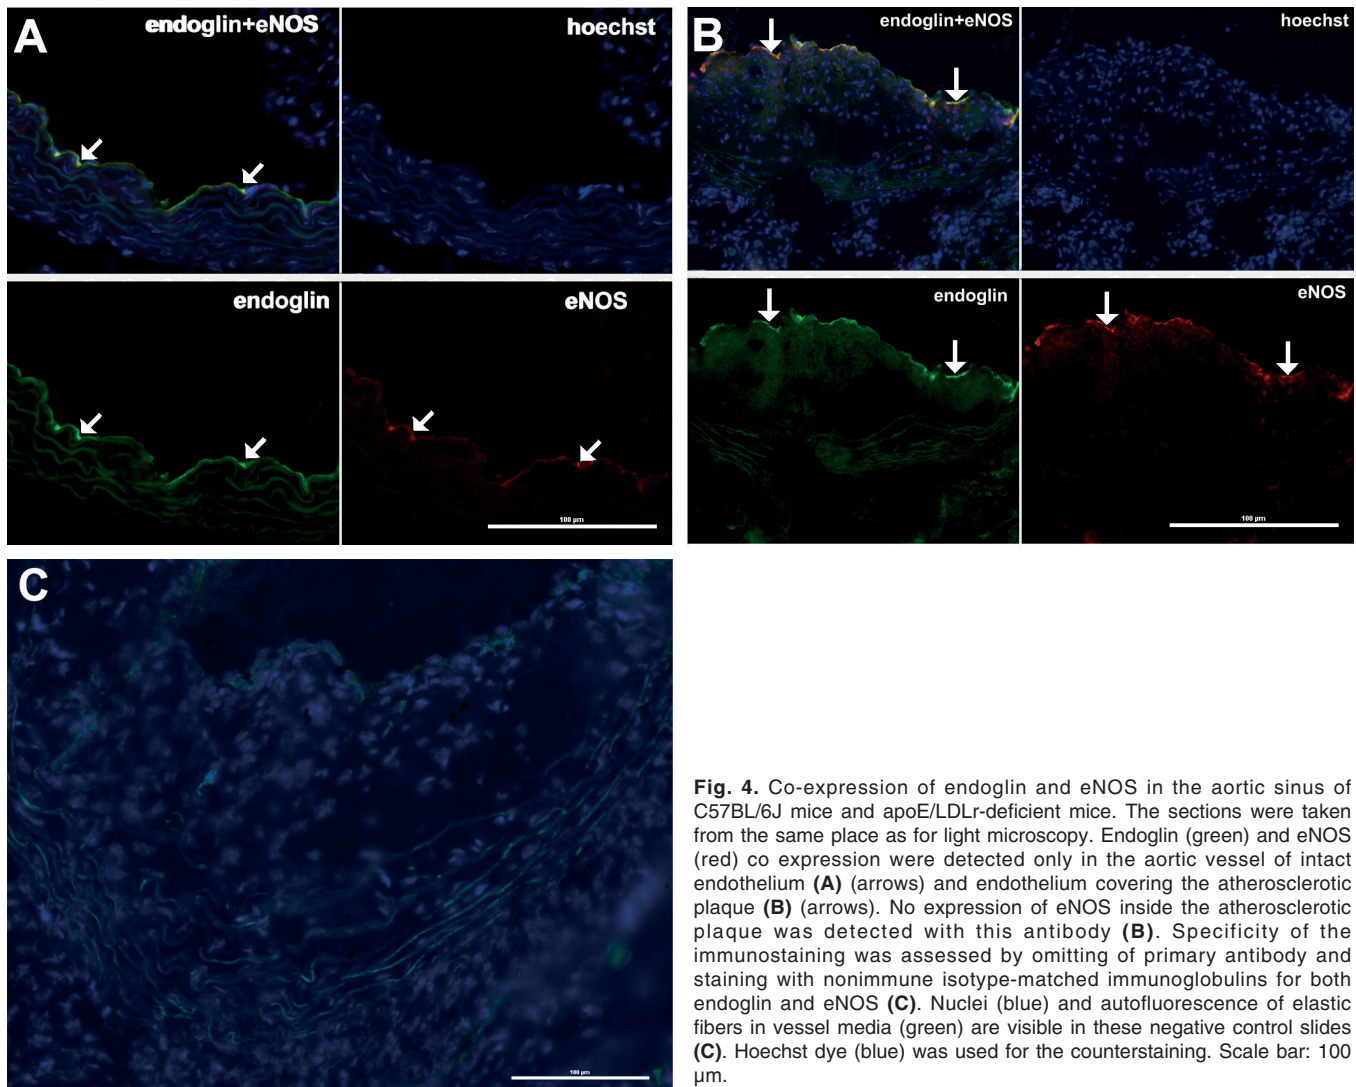 A
endoglin+eNOS
hoechst
endoglin
eNOS
100 µm
B
endoglin+eNOS
hoechst
endoglin
eNOS
100 µm
C
100 µm
Fig. 4. Co-expression of endoglin and eNOS in the aortic sinus of
C57BL/6J mice and apoE/LDLr-deficient mice. The sections were taken
from the same place as for light microscopy. Endoglin (green) and eNOS
(red) co expression were detected only in the aortic vessel of intact
endothelium (A) (arrows) and endothelium covering the atherosclerotic
plaque (B) (arrows). No expression of eNOS inside the atherosclerotic
plaque was detected with this antibody (B). Specificity of the
immunostaining was assessed by omitting of primary antibody and
staining with nonimmune isotype-matched immunoglobulins for both
endoglin and eNOS (C). Nuclei (blue) and autofluorescence of elastic
fibers in vessel media (green) are visible in these negative control slides
(C). Hoechst dye (blue) was used for the counterstaining. Scale bar: 100
µm.